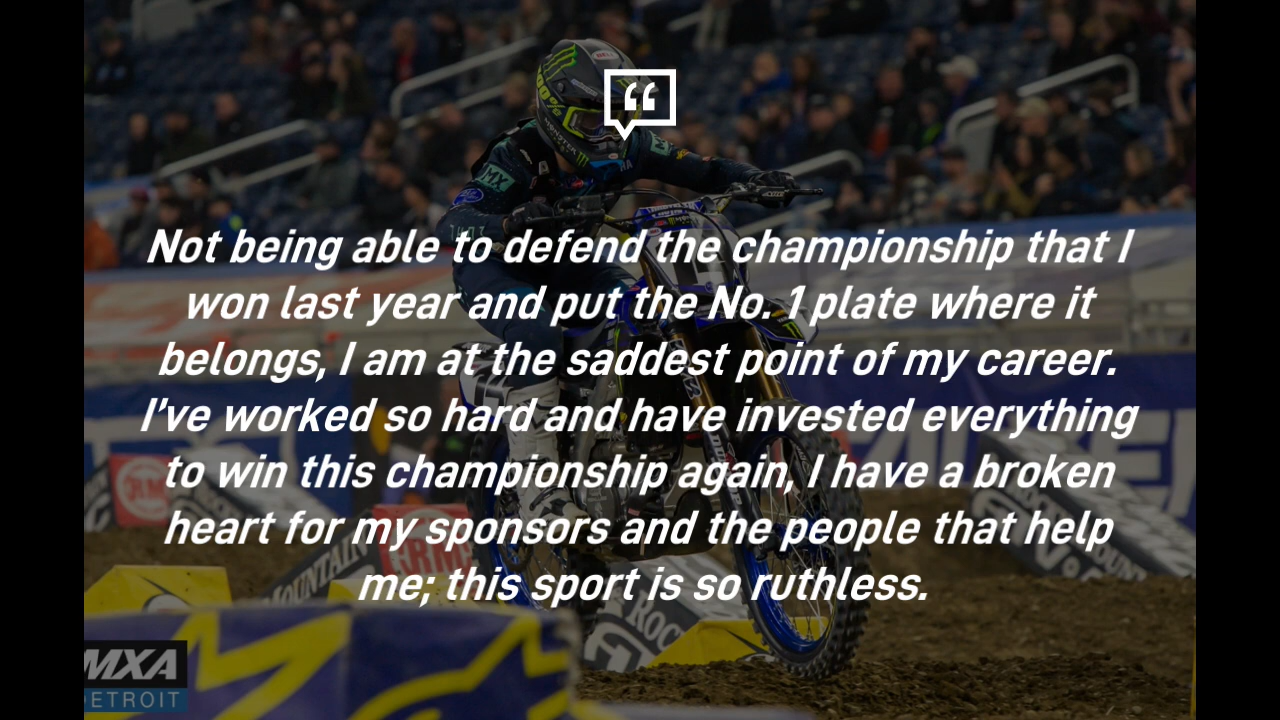 Not being able to defend the championship that I
won last year and put the No. 1 plate where it
belongs, I am at the saddest point of my career.
I've worked so hard and have invested everything
to win this championship again, I have a broken
heart for my sponsors and the people that help
me; this sport is so ruthless.
MXA
DETROIT